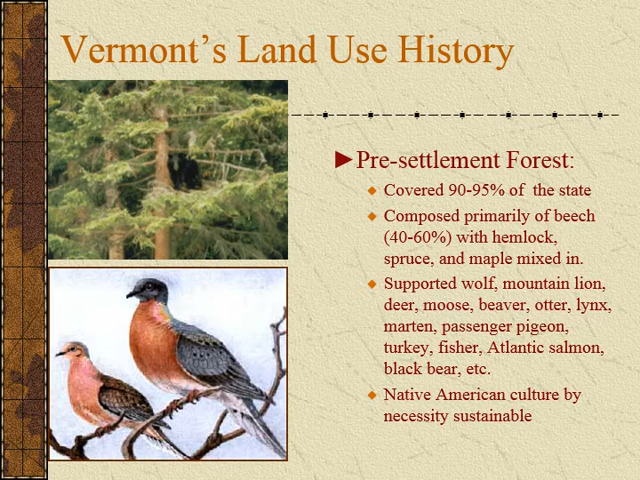 Vermont’s Land Use History
►Pre-settlement Forest:
Covered 90-95% of the state
Composed primarily of beech
(40-60%) with hemlock,
spruce, and maple mixed in.
Supported wolf, mountain lion,
deer, moose, beaver, otter, lynx,
marten, passenger pigeon,
turkey, fisher, Atlantic salmon,
black bear, etc.
Native American culture by
necessity sustainable